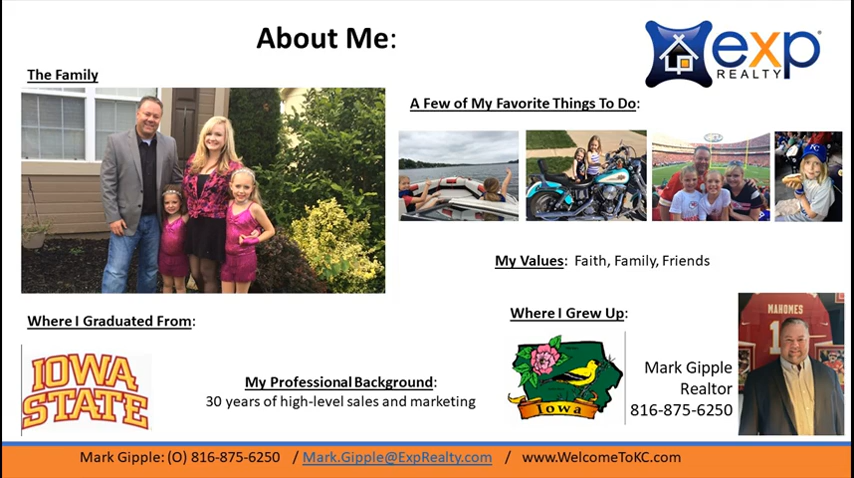 About Me:
exp
REALTY
The Family
A Few of My Favorite Things To Do:
KC
My Values: Faith, Family, Friends
Where I Graduated From:
Where I Grew Up:
MAHOMES
IOWA
STATE
My Professional Background:
30 years of high-level sales and marketing
Iowa
Mark Gipple
Realtor
816-875-6250
Mark Gipple: (O) 816-875-6250 / Mark.Gipple@ExpRealty.com / www.WelcomeToKC.com